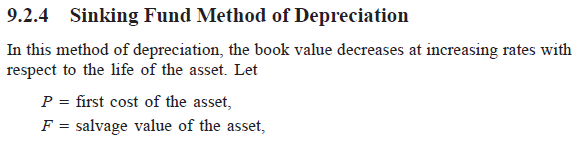 9.2.4 Sinking Fund Method of Depreciation
In this method of depreciation, the book value decreases at increasing rates with
respect to the life of the asset. Let
P = first cost of the asset,
F = salvage value of the asset,